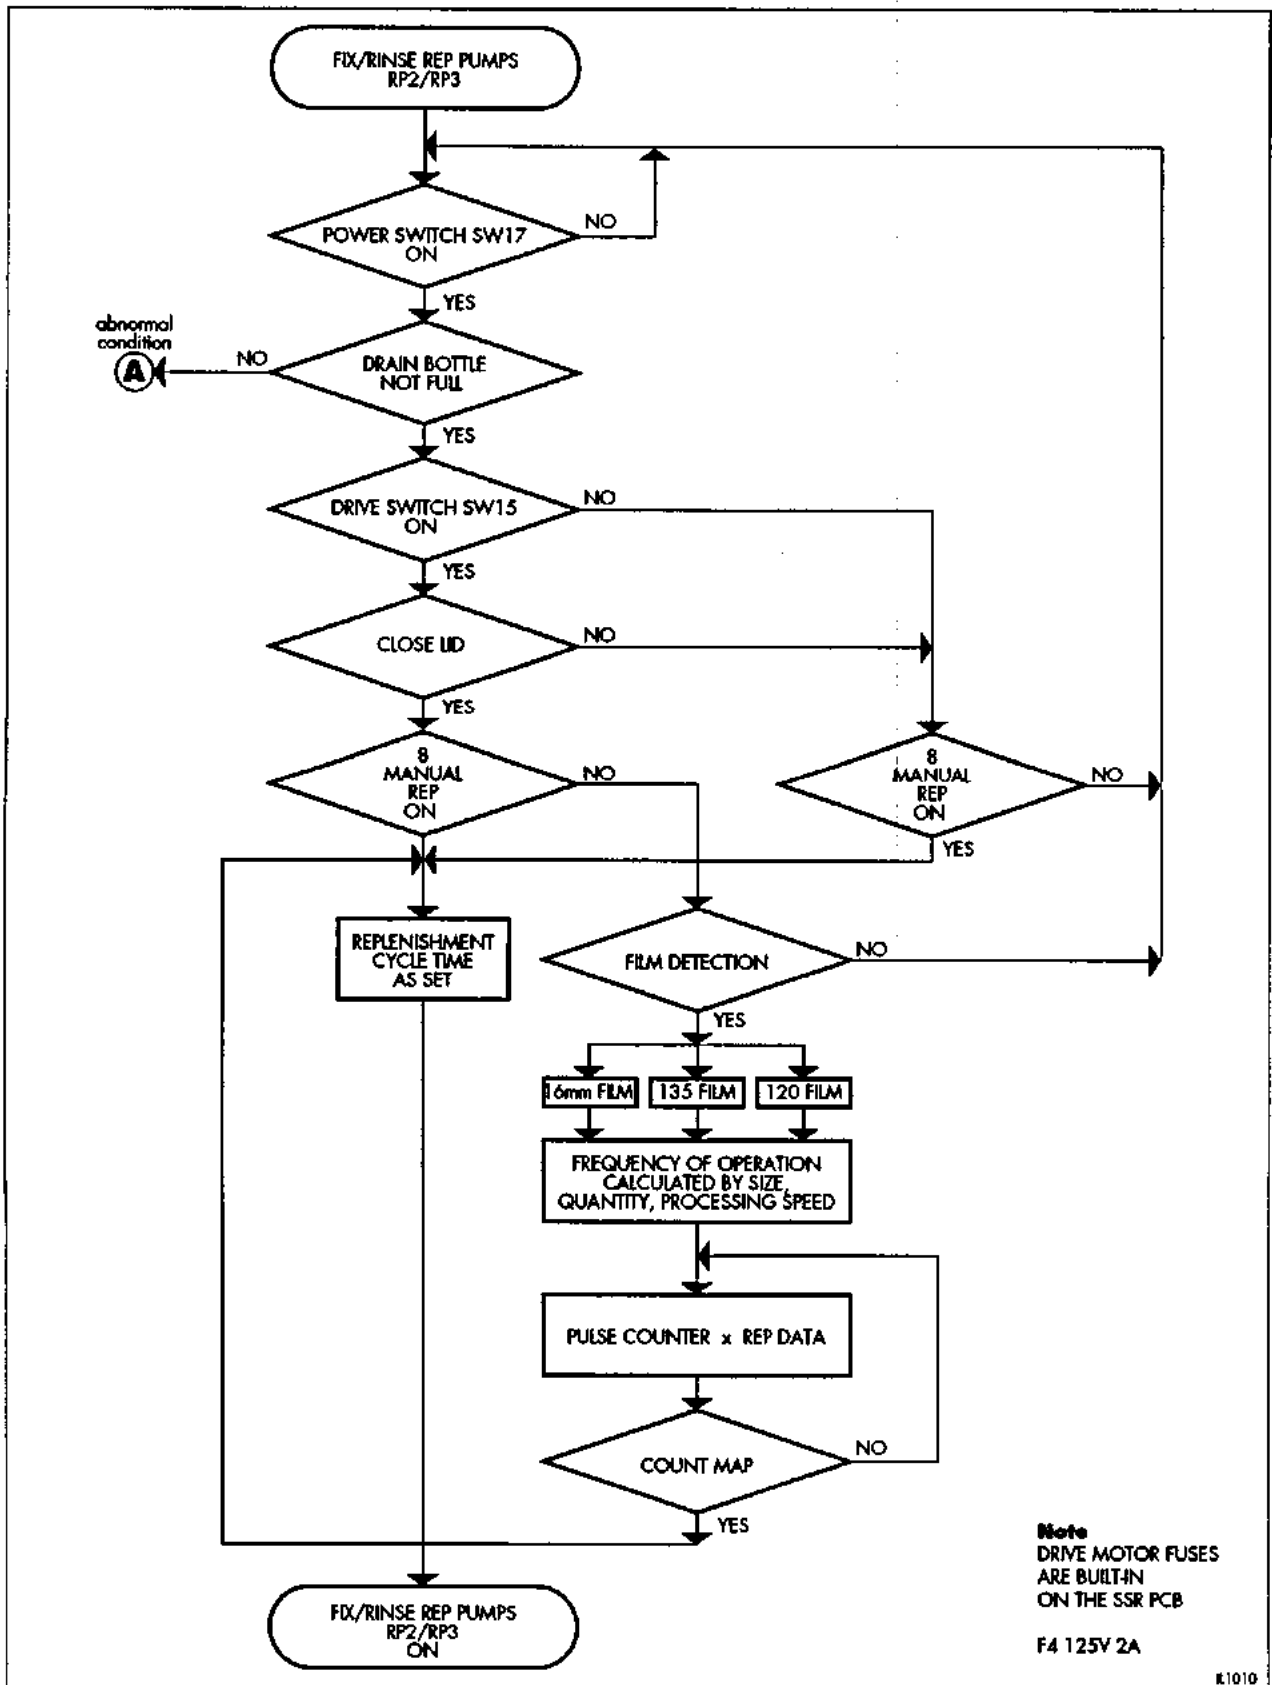 FIX/RINSE REP PUMPS
RP2/RP3
POWER SWITCH SW17
ON
NO
YES
abnormal
condition
A
NO
DRAIN BOTTLE
NOT FULL
YES
DRIVE SWITCH SW15
ON
NO
YES
CLOSE LID
NO
YES
8
MANUAL
REP
ON
NO
8
MANUAL
REP
ON
NO
YES
REPLENISHMENT
CYCLE TIME
AS SET
FILM DETECTION
NO
YES
16mm FILM
135 FILM
120 FILM
FREQUENCY OF OPERATION
CALCULATED BY SIZE,
QUANTITY, PROCESSING SPEED
PULSE COUNTER x REP DATA
COUNT MAP
NO
YES
FIX/RINSE REP PUMPS
RP2/RP3
ON
Note
DRIVE MOTOR FUSES
ARE BUILT-IN
ON THE SSR PCB
F4 125V 2A
IL1010